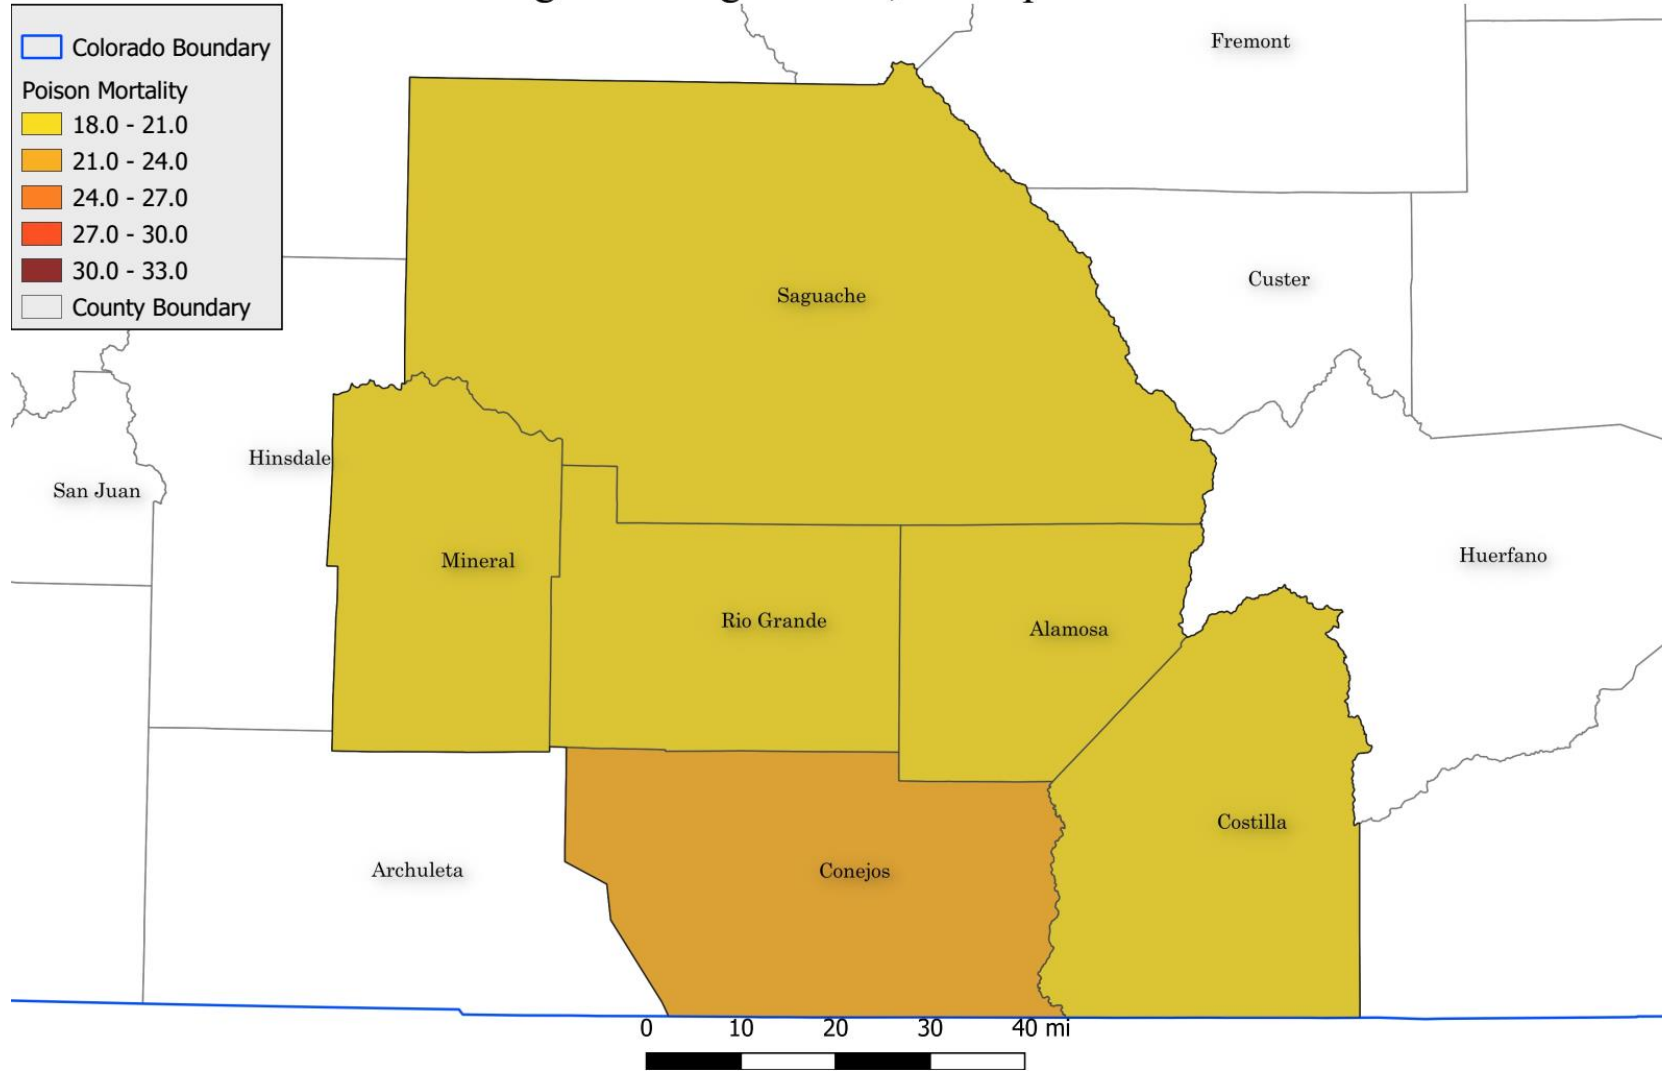 Colorado Boundary
Poison Mortality
18.0 - 21.0
21.0 - 24.0
24.0 - 27.0
27.0 - 30.0
30.0 - 33.0
County Boundary
Fremont
Custer
Saguache
Hinsdale
San Juan
Mineral
Huerfano
Rio Grande
Alamosa
Costilla
Archuleta
Conejos
0 10 20 30 40 mi